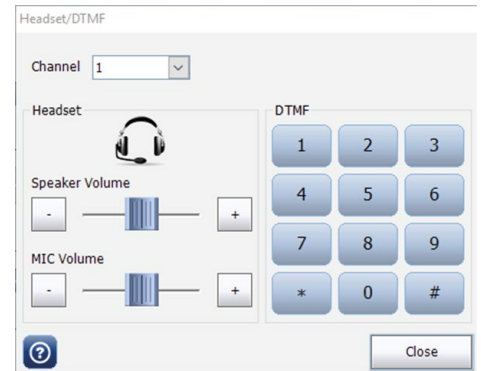 Headset/DTMF
Channel 1
Headset
Speaker Volume
- +
MIC Volume
- +
DTMF
1 2 3
4 5 6
7 8 9
* 0 #
?
Close